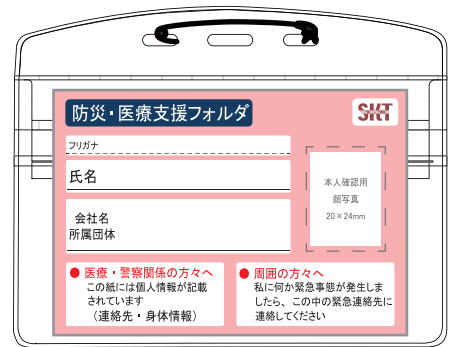 防災・医療支援フォルダ
SKT
フリガナ
氏名
本人確認用
顔写真
20×24mm
会社名
所属団体
● 医療・警察関係の方々へ
この紙には個人情報が記載
されています
（連絡先・身体情報）
● 周囲の方々へ
私に何か緊急事態が発生しま
したら、この中の緊急連絡先に
連絡してください